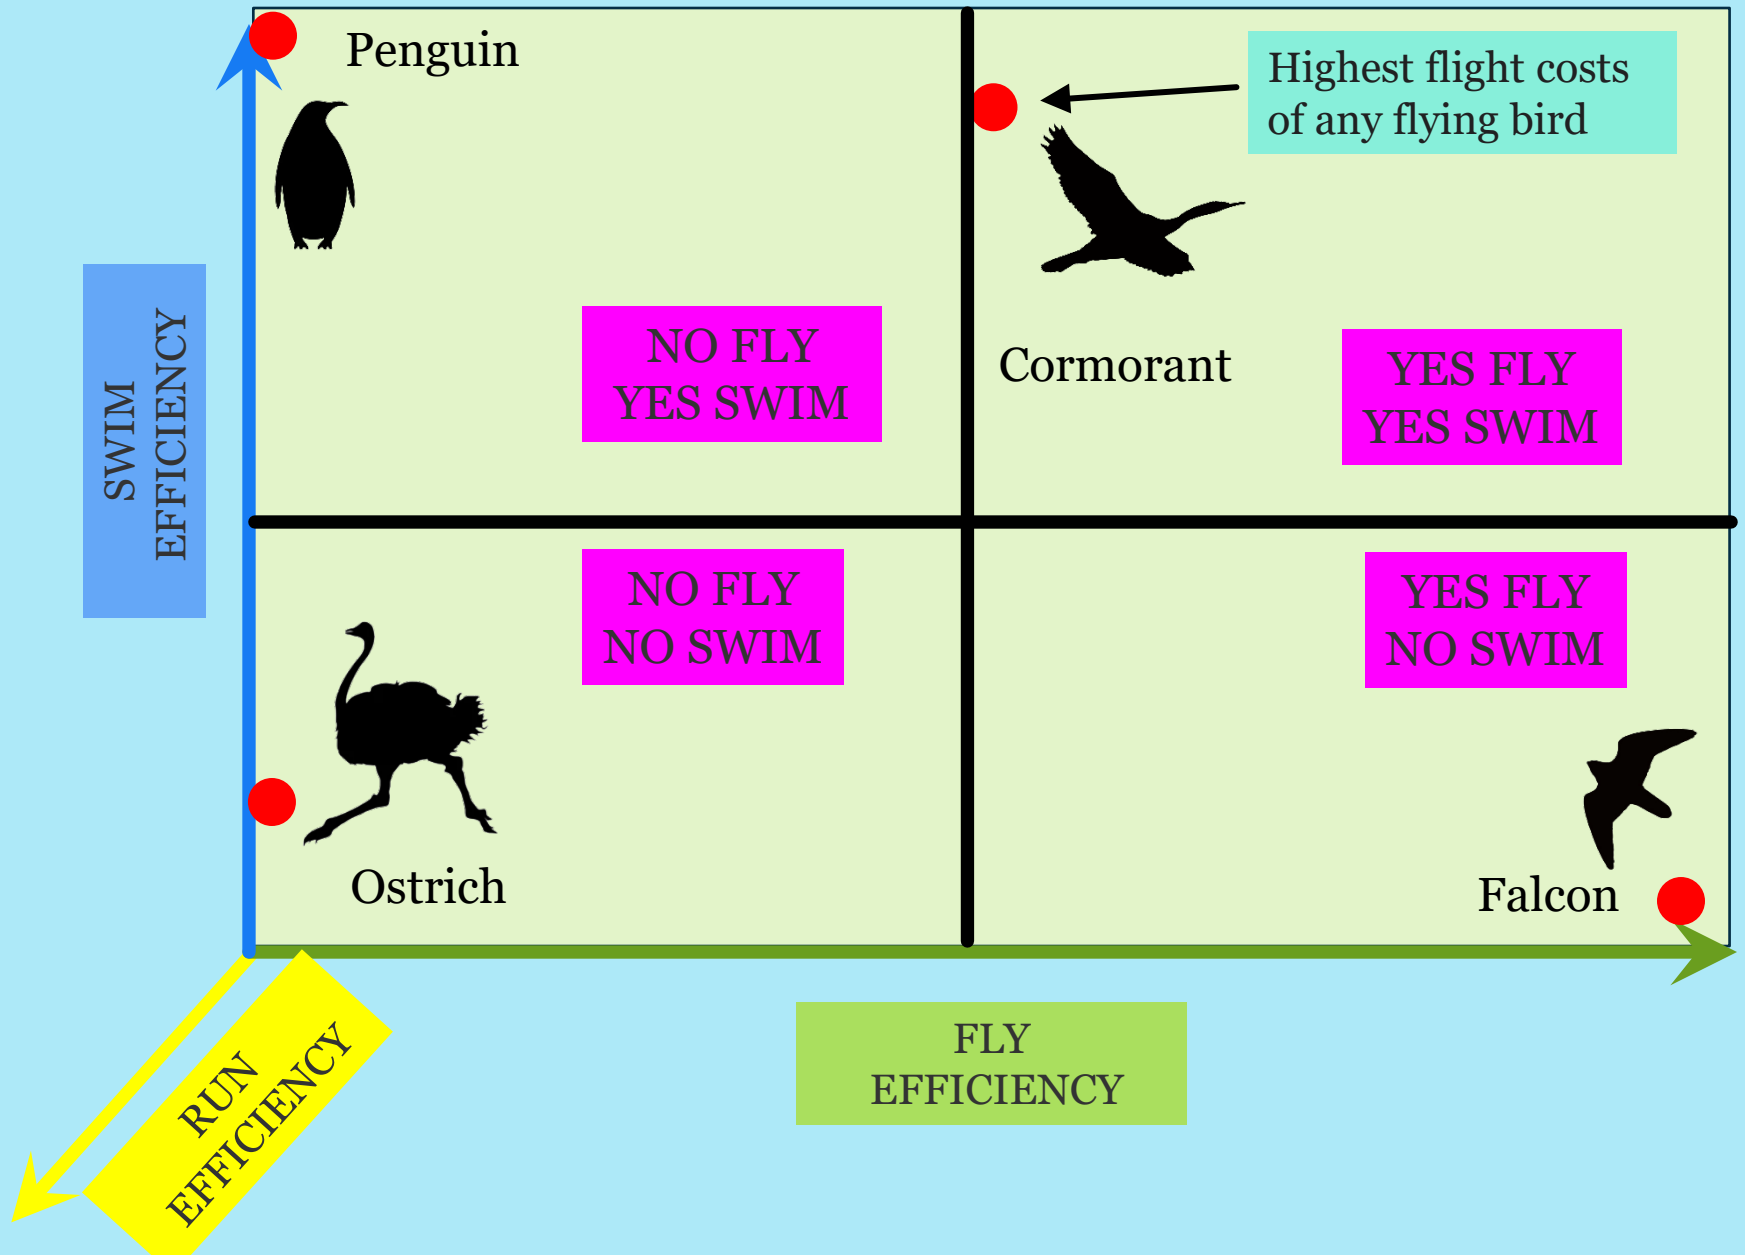 Penguin
Highest flight costs
of any flying bird
SWIM
EFFICIENCY
NO FLY
YES SWIM
Cormorant
YES FLY
YES SWIM
NO FLY
NO SWIM
YES FLY
NO SWIM
Ostrich
Falcon
RUN
EFFICIENCY
FLY
EFFICIENCY